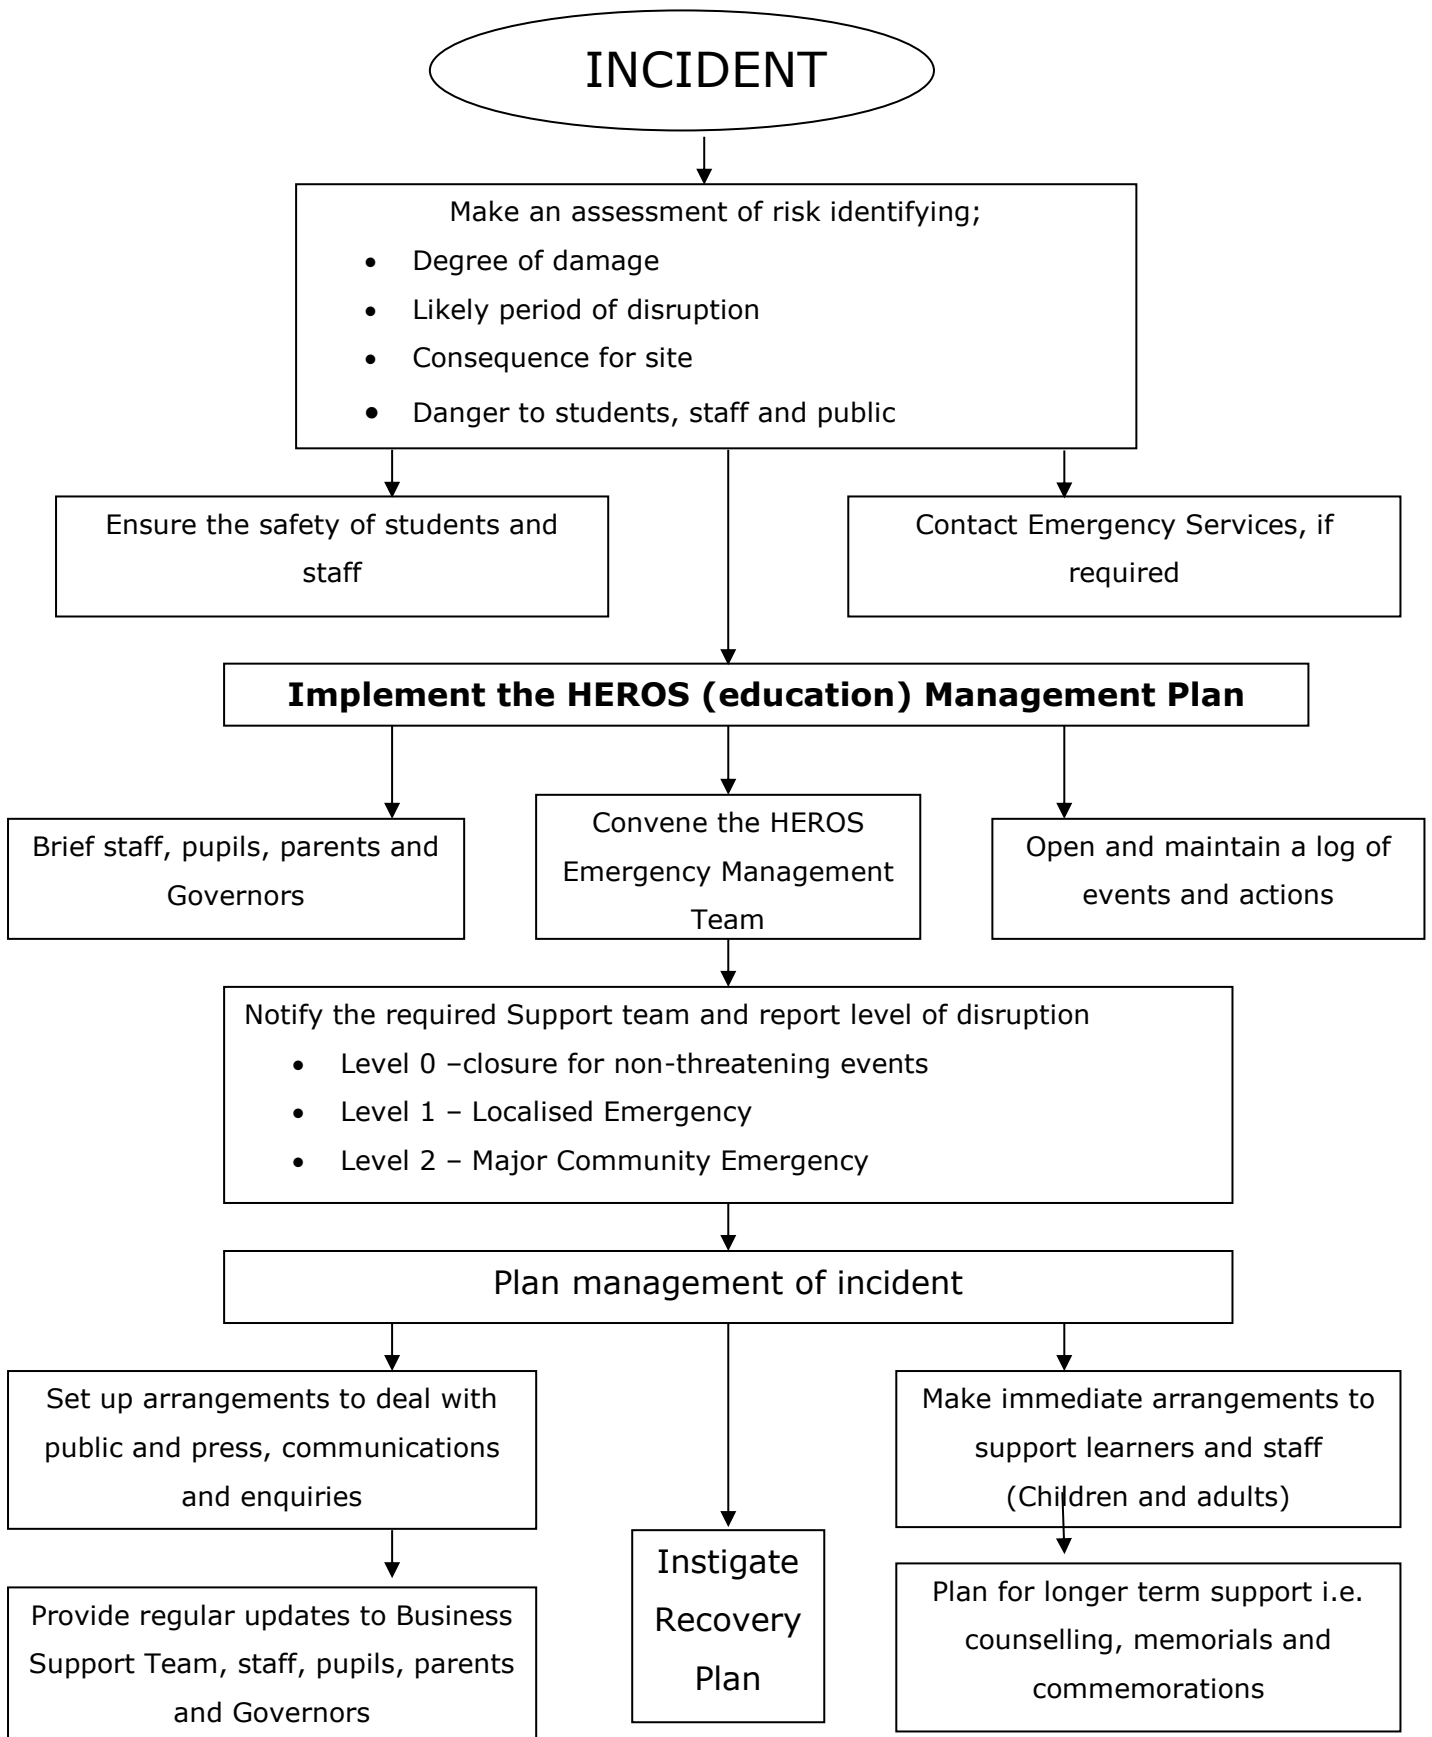 INCIDENT
Make an assessment of risk identifying;
• Degree of damage
• Likely period of disruption
• Consequence for site
• Danger to students, staff and public
Ensure the safety of students and
staff
Contact Emergency Services, if
required
Implement the HEROS (education) Management Plan
Brief staff, pupils, parents and
Governors
Convene the HEROS
Emergency Management
Team
Open and maintain a log of
events and actions
Notify the required Support team and report level of disruption
• Level 0 –closure for non-threatening events
• Level 1 – Localised Emergency
• Level 2 – Major Community Emergency
Plan management of incident
Set up arrangements to deal with
public and press, communications
and enquiries
Make immediate arrangements to
support learners and staff
(Children and adults)
Instigate
Recovery
Plan
Provide regular updates to Business
Support Team, staff, pupils, parents
and Governors
Plan for longer term support i.e.
counselling, memorials and
commemorations